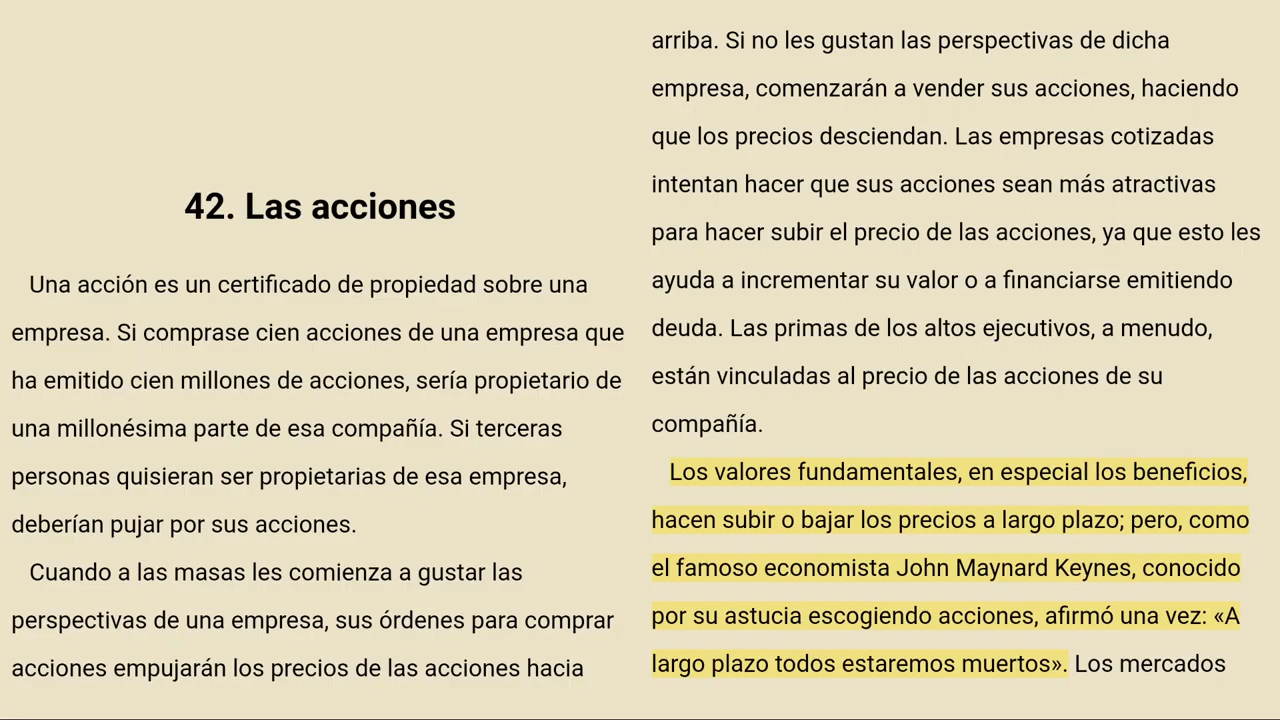 42. Las acciones
Una acción es un certificado de propiedad sobre una
empresa. Si comprase cien acciones de una empresa que
ha emitido cien millones de acciones, sería propietario de
una millonésima parte de esa compañía. Si terceras
personas quisieran ser propietarias de esa empresa,
deberían pujar por sus acciones.
Cuando a las masas les comienza a gustar las
perspectivas de una empresa, sus órdenes para comprar
acciones empujarán los precios de las acciones hacia
arriba. Si no les gustan las perspectivas de dicha
empresa, comenzarán a vender sus acciones, haciendo
que los precios desciendan. Las empresas cotizadas
intentan hacer que sus acciones sean más atractivas
para hacer subir el precio de las acciones, ya que esto les
ayuda a incrementar su valor o a financiarse emitiendo
deuda. Las primas de los altos ejecutivos, a menudo,
están vinculadas al precio de las acciones de su
compañía.
Los valores fundamentales, en especial los beneficios,
hacen subir o bajar los precios a largo plazo; pero, como
el famoso economista John Maynard Keynes, conocido
por su astucia escogiendo acciones, afirmó una vez: «A
largo plazo todos estaremos muertos». Los mercados